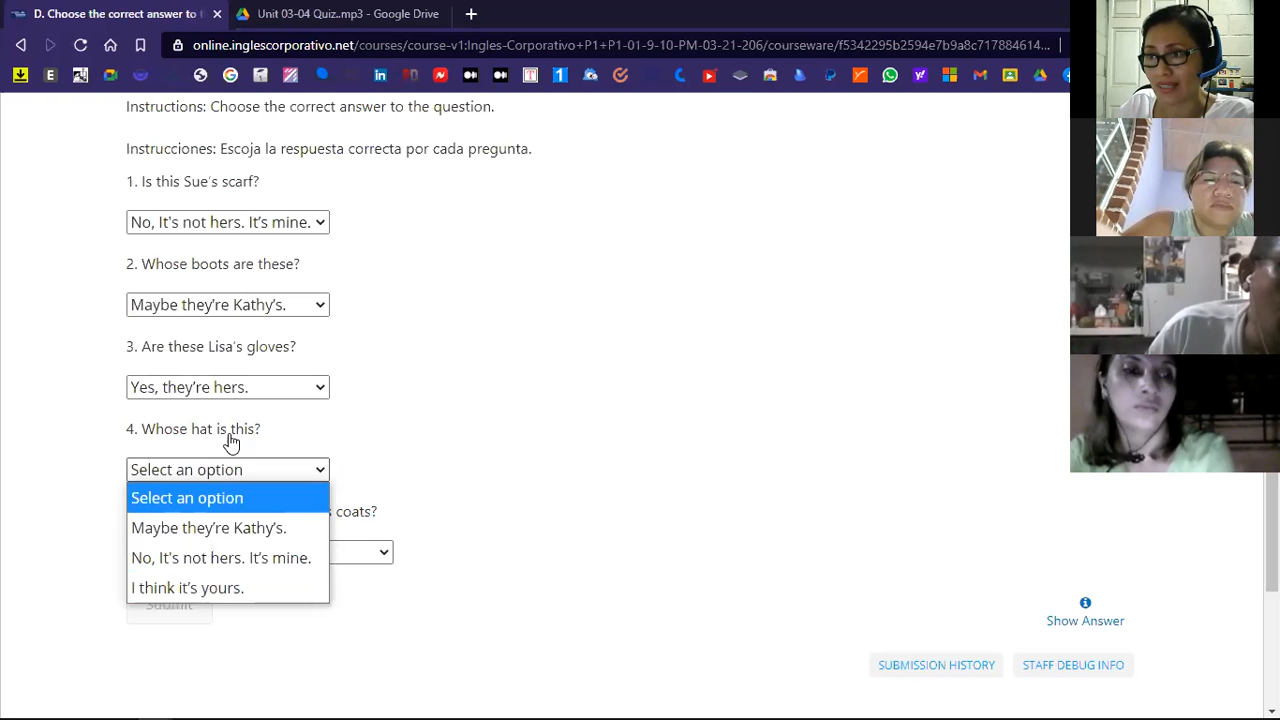 D. Choose the correct answer to t
Unit 03-04 Quiz..mp3 - Google Drive
online.inglescorporativo.net/courses/course-v1:Ingles-Corporativo+P1+P1-01-9-10-PM-03-21-206/courseware/f5342295b2594e7b9a8c717884614...
Instructions: Choose the correct answer to the question.
Instrucciones: Escoja la respuesta correcta por cada pregunta.
1. Is this Sue's scarf?
No, It's not hers. It's mine.
2. Whose boots are these?
Maybe they're Kathy's.
3. Are these Lisa's gloves?
Yes, they're hers.
4. Whose hat is this?
Select an option
Select an option
coats?
Maybe they're Kathy's.
No, It's not hers. It's mine.
I think it's yours.
Submit
Show Answer
SUBMISSION HISTORY
STAFF DEBUG INFO